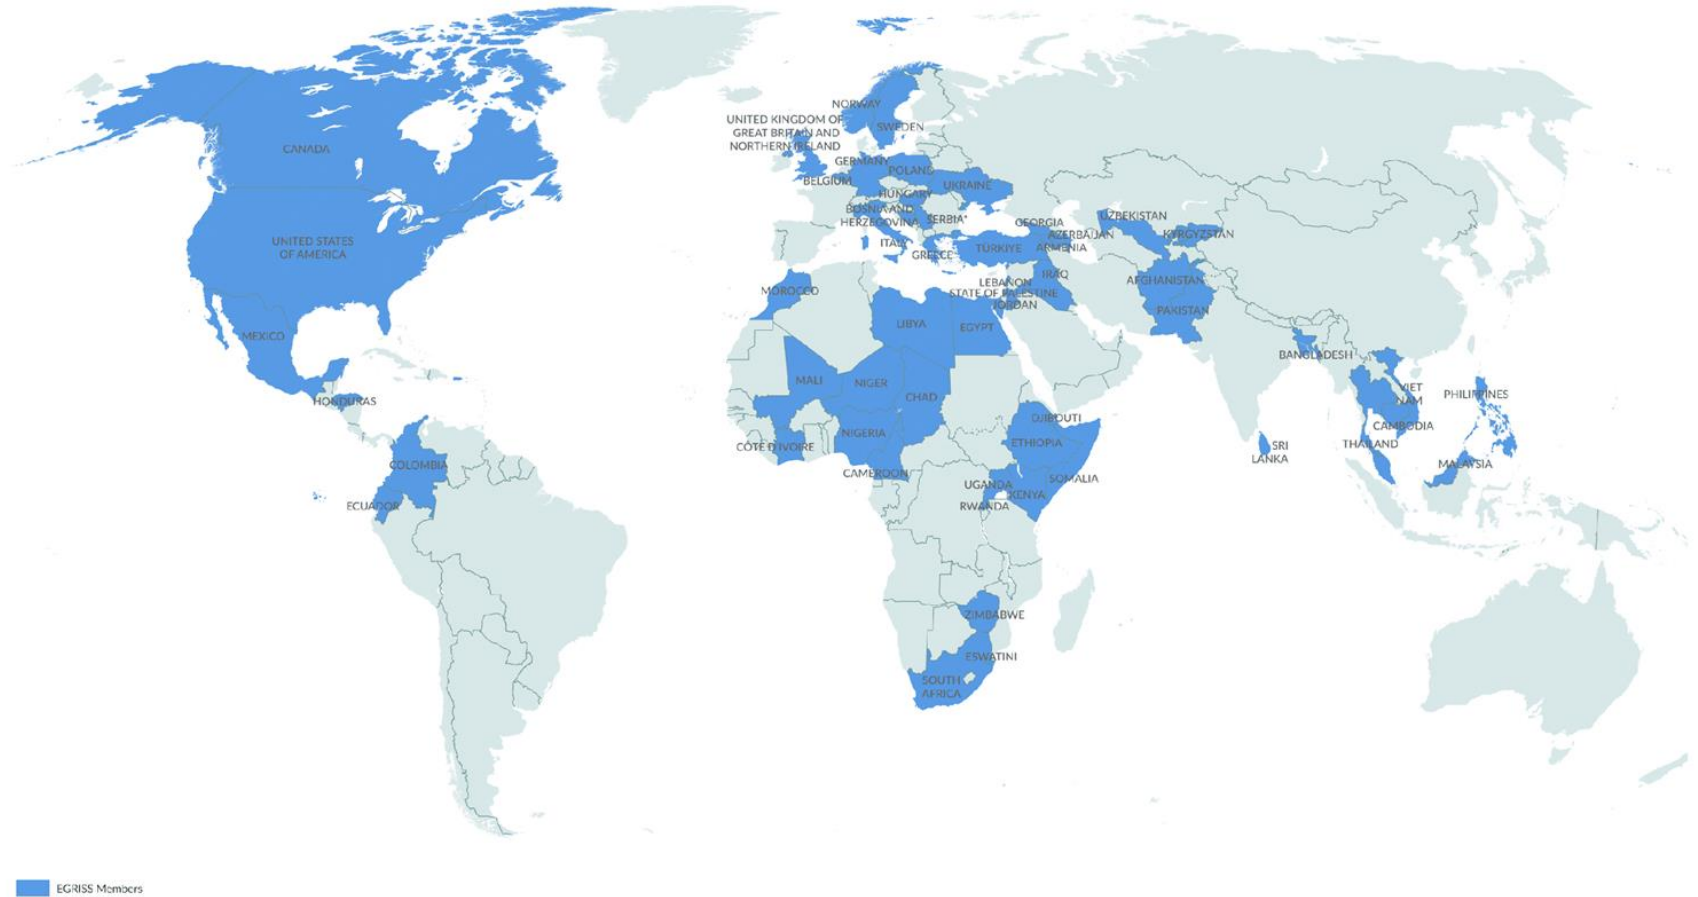 NORWAY
UNITED KINGDOM OF
GREAT BRITAIN AND
NORTHERN IRELAND
SWEDEN
CANADA
GERMANY
POLAND
BELGIUM
UKRAINE
HUNGARY
BOSNIA AND
HERZEGOVINA
SERBIA*
GEORGIA
UZBEKISTAN
AZERBAIJAN
KYRGYZSTAN
UNITED STATES
OF AMERICA
ITALY
GREECE
TÜRKİYE
ARMENIA
LEBANON
IRAQ
AFGHANISTAN
MOROCCO
STATE OF PALESTINE
JORDAN
PAKISTAN
MEXICO
LIBYA
EGYPT
BANGLADESH
MALI
NIGER
CHAD
VIET
NAM
PHILIPPINES
HONDURAS
DJIBOUTI
CAMBODIA
NIGERIA
ETHIOPIA
CÔTE D'IVOIRE
SRI
LANKA
THAILAND
COLOMBIA
CAMEROON
SOMALIA
MALAYSIA
UGANDA
KENYA
ECUADOR
RWANDA
ZIMBABWE
ESWATINI
SOUTH
AFRICA
EGRISS Members